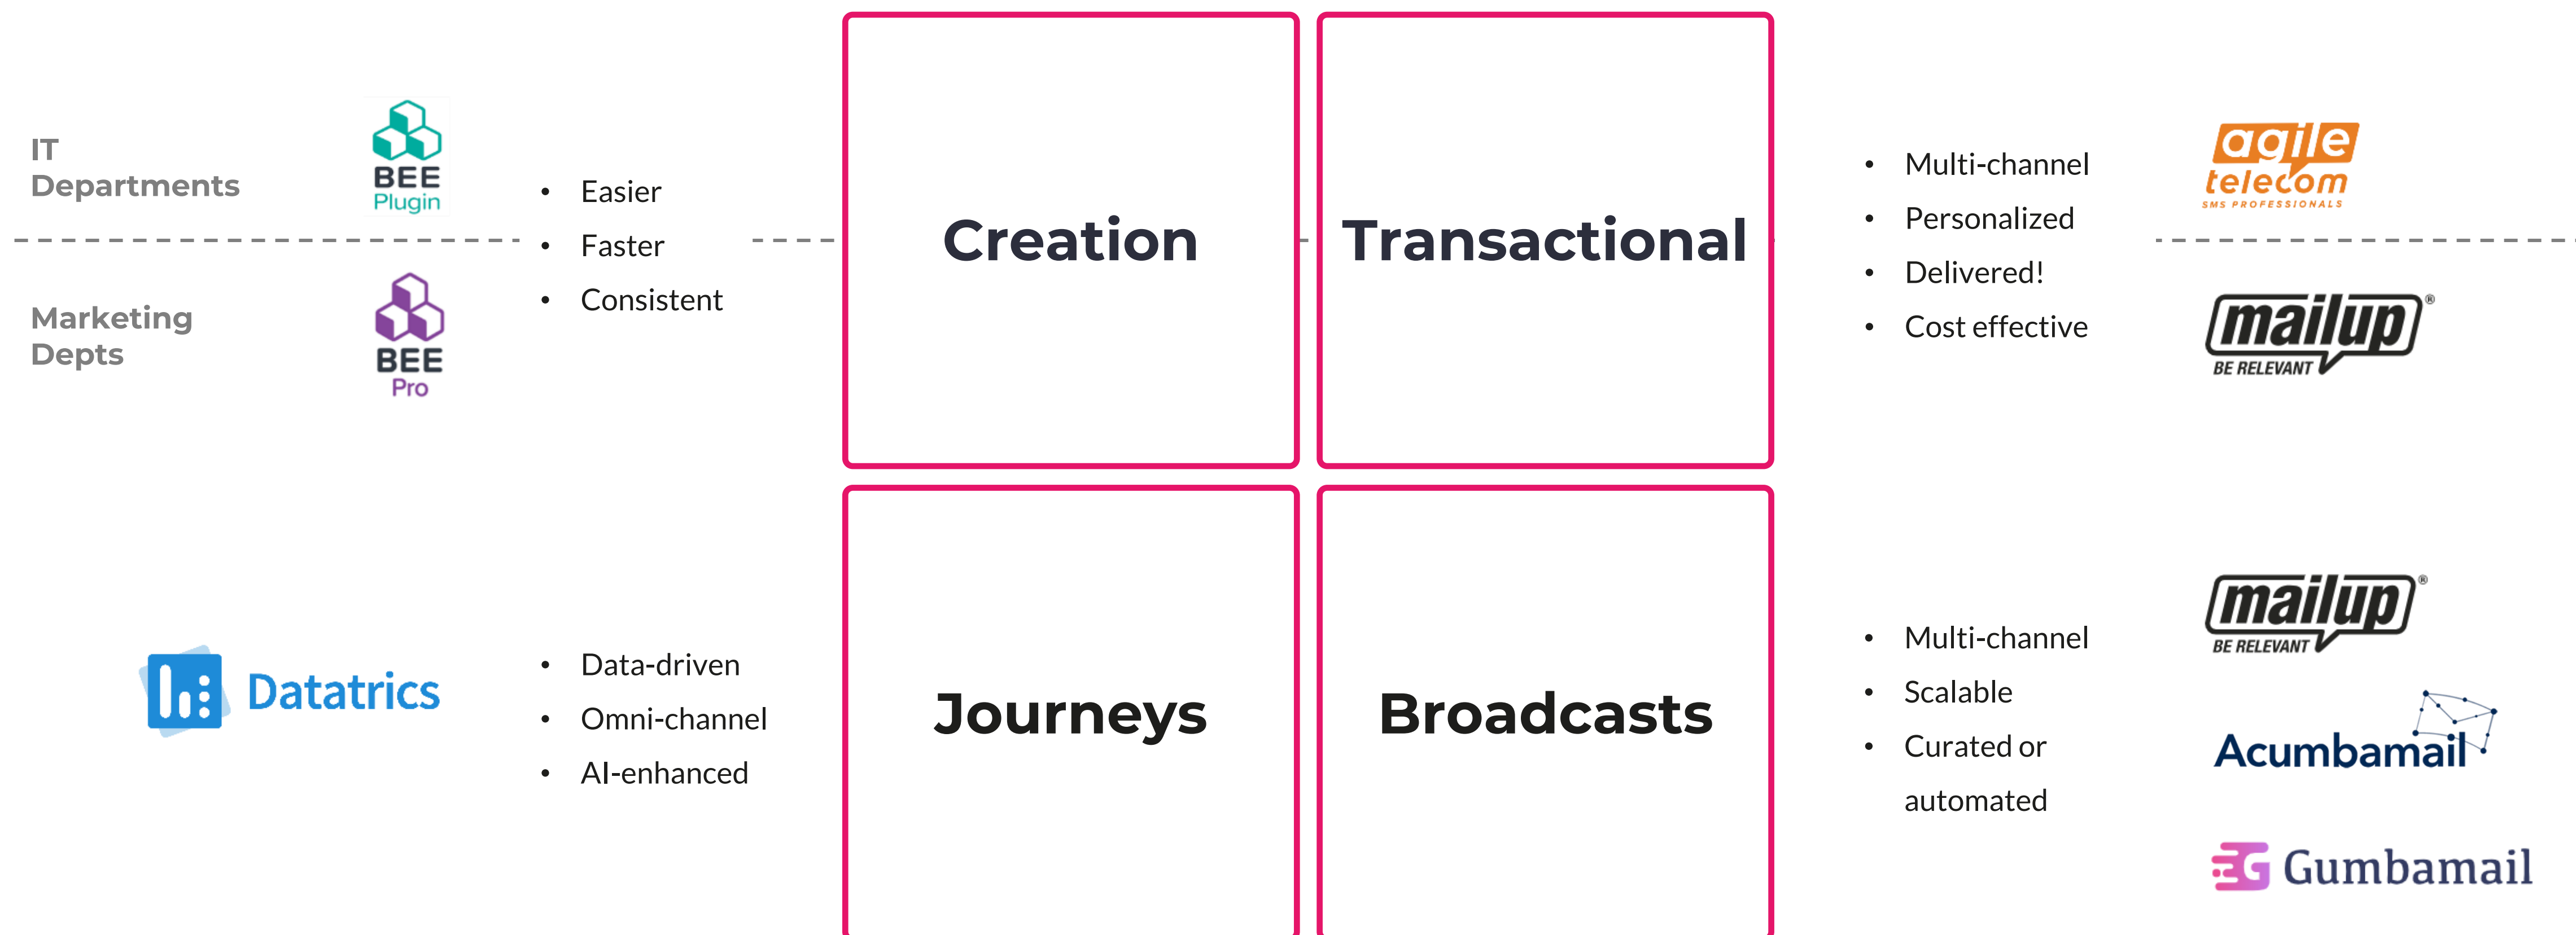 IT
Departments
BEE
Plugin
Marketing
Depts
BEE
Pro
• Easier
• Faster
• Consistent
Creation
Transactional
• Multi-channel
• Personalized
• Delivered!
• Cost effective
agile
telecom
SMS PROFESSIONALS
mailup®
BE RELEVANT
Datatrics
• Data-driven
• Omni-channel
• AI-enhanced
Journeys
Broadcasts
• Multi-channel
• Scalable
• Curated or
automated
mailup®
BE RELEVANT
Acumbamail
G Gumbamail